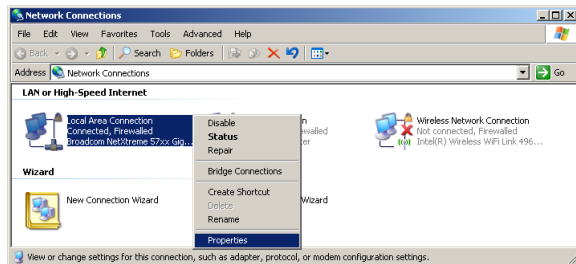 Network Connections
File Edit View Favorites Tools Advanced Help
Back Search Folders
Address Network Connections Go
LAN or High-Speed Internet
Local Area Connection
Connected, Firewalled
Broadcom NetXtreme 57xx Gig...
Disable
Status
Repair
Bridge Connections
Create Shortcut
Delete
Rename
Properties
Wireless Network Connection
Not connected, Firewalled
Intel(R) Wireless WiFi Link 496...
Wizard
New Connection Wizard
Wizard
View or change settings for this connection, such as adapter, protocol, or modem configuration settings.